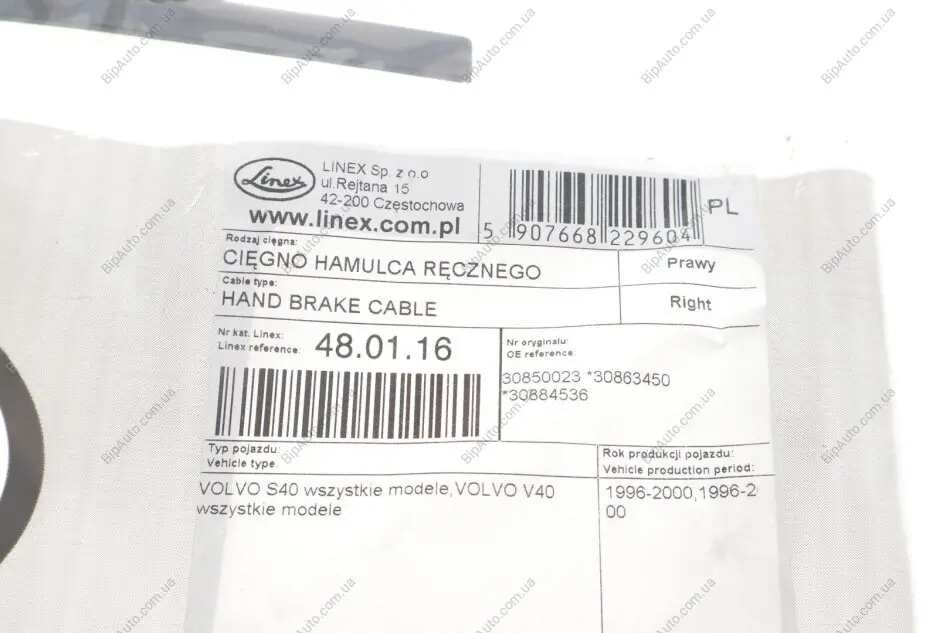 Linex
LINEX Sp. z o.o
ul.Rejtana 15
42-200 Częstochowa
www.linex.com.pl
5 907668 229604
PL
Rodzaj cięgna:
CIĘGNO HAMULCA RĘCZNEGO
Prawy
Cable type:
HAND BRAKE CABLE
Right
Nr kat. Linex:
Linex reference:
48.01.16
Nr oryginału:
OE reference:
30850023 *30863450
*30884536
Typ pojazdu:
Vehicle type:
Rok produkcji pojazdu:
Vehicle production period:
VOLVO S40 wszystkie modele,VOLVO V40
wszystkie modele
1996-2000,1996-2
00
BipAuto.com.ua